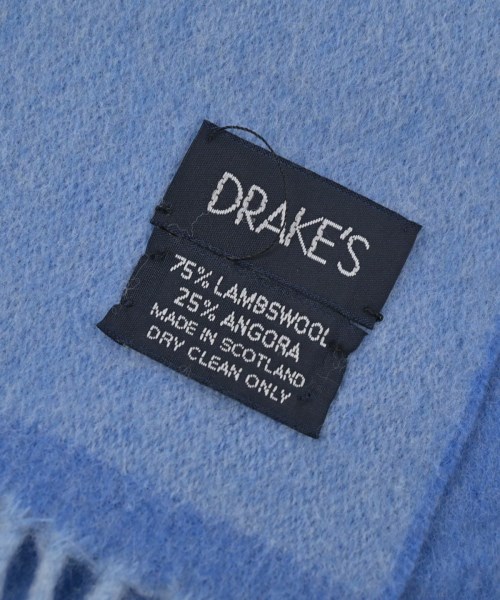 DRAKE'S
75% LAMBSWOOL
25% ANGORA
MADE IN SCOTLAND
DRY CLEAN ONLY